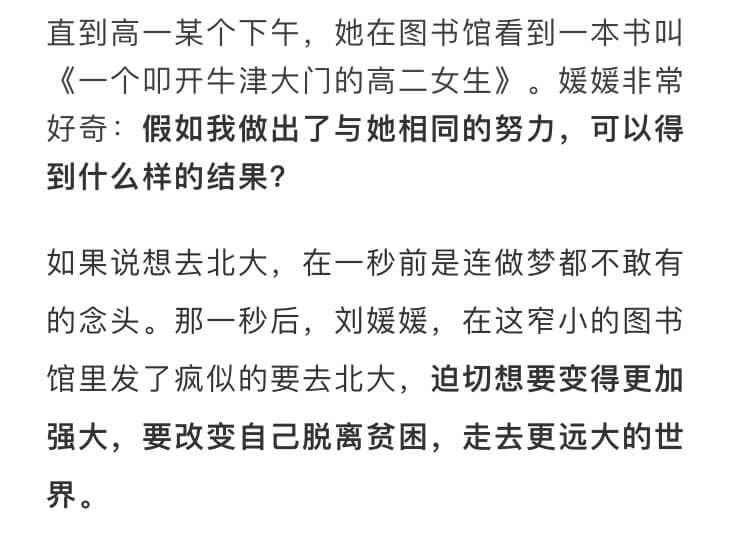 直到高一某个下午，她在图书馆看到一本书叫
《一个叩开牛津大门的高二女生》。媛媛非常
好奇：假如我做出了与她相同的努力，可以得
到什么样的结果?
如果说想去北大，在一秒前是连做梦都不敢有
的念头。那一秒后，刘媛媛，在这窄小的图书
馆里发了疯似的要去北大，迫切想要变得更加
强大，要改变自己脱离贫困，走去更远大的世
界。